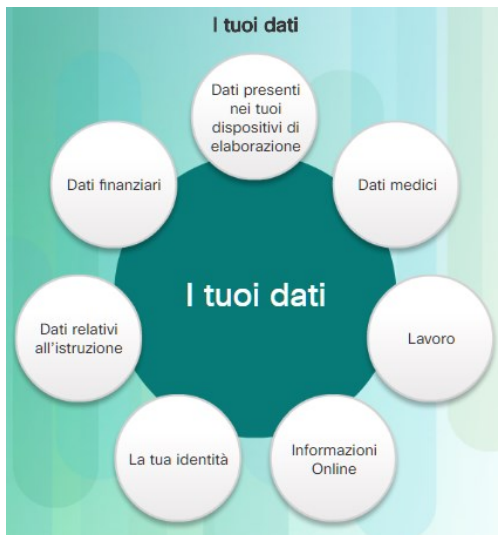 I tuoi dati
Dati presenti
nei tuoi
dispositivi di
elaborazione
Dati finanziari
Dati medici
I tuoi dati
Dati relativi
all'istruzione
Lavoro
La tua identità
Informazioni
Online